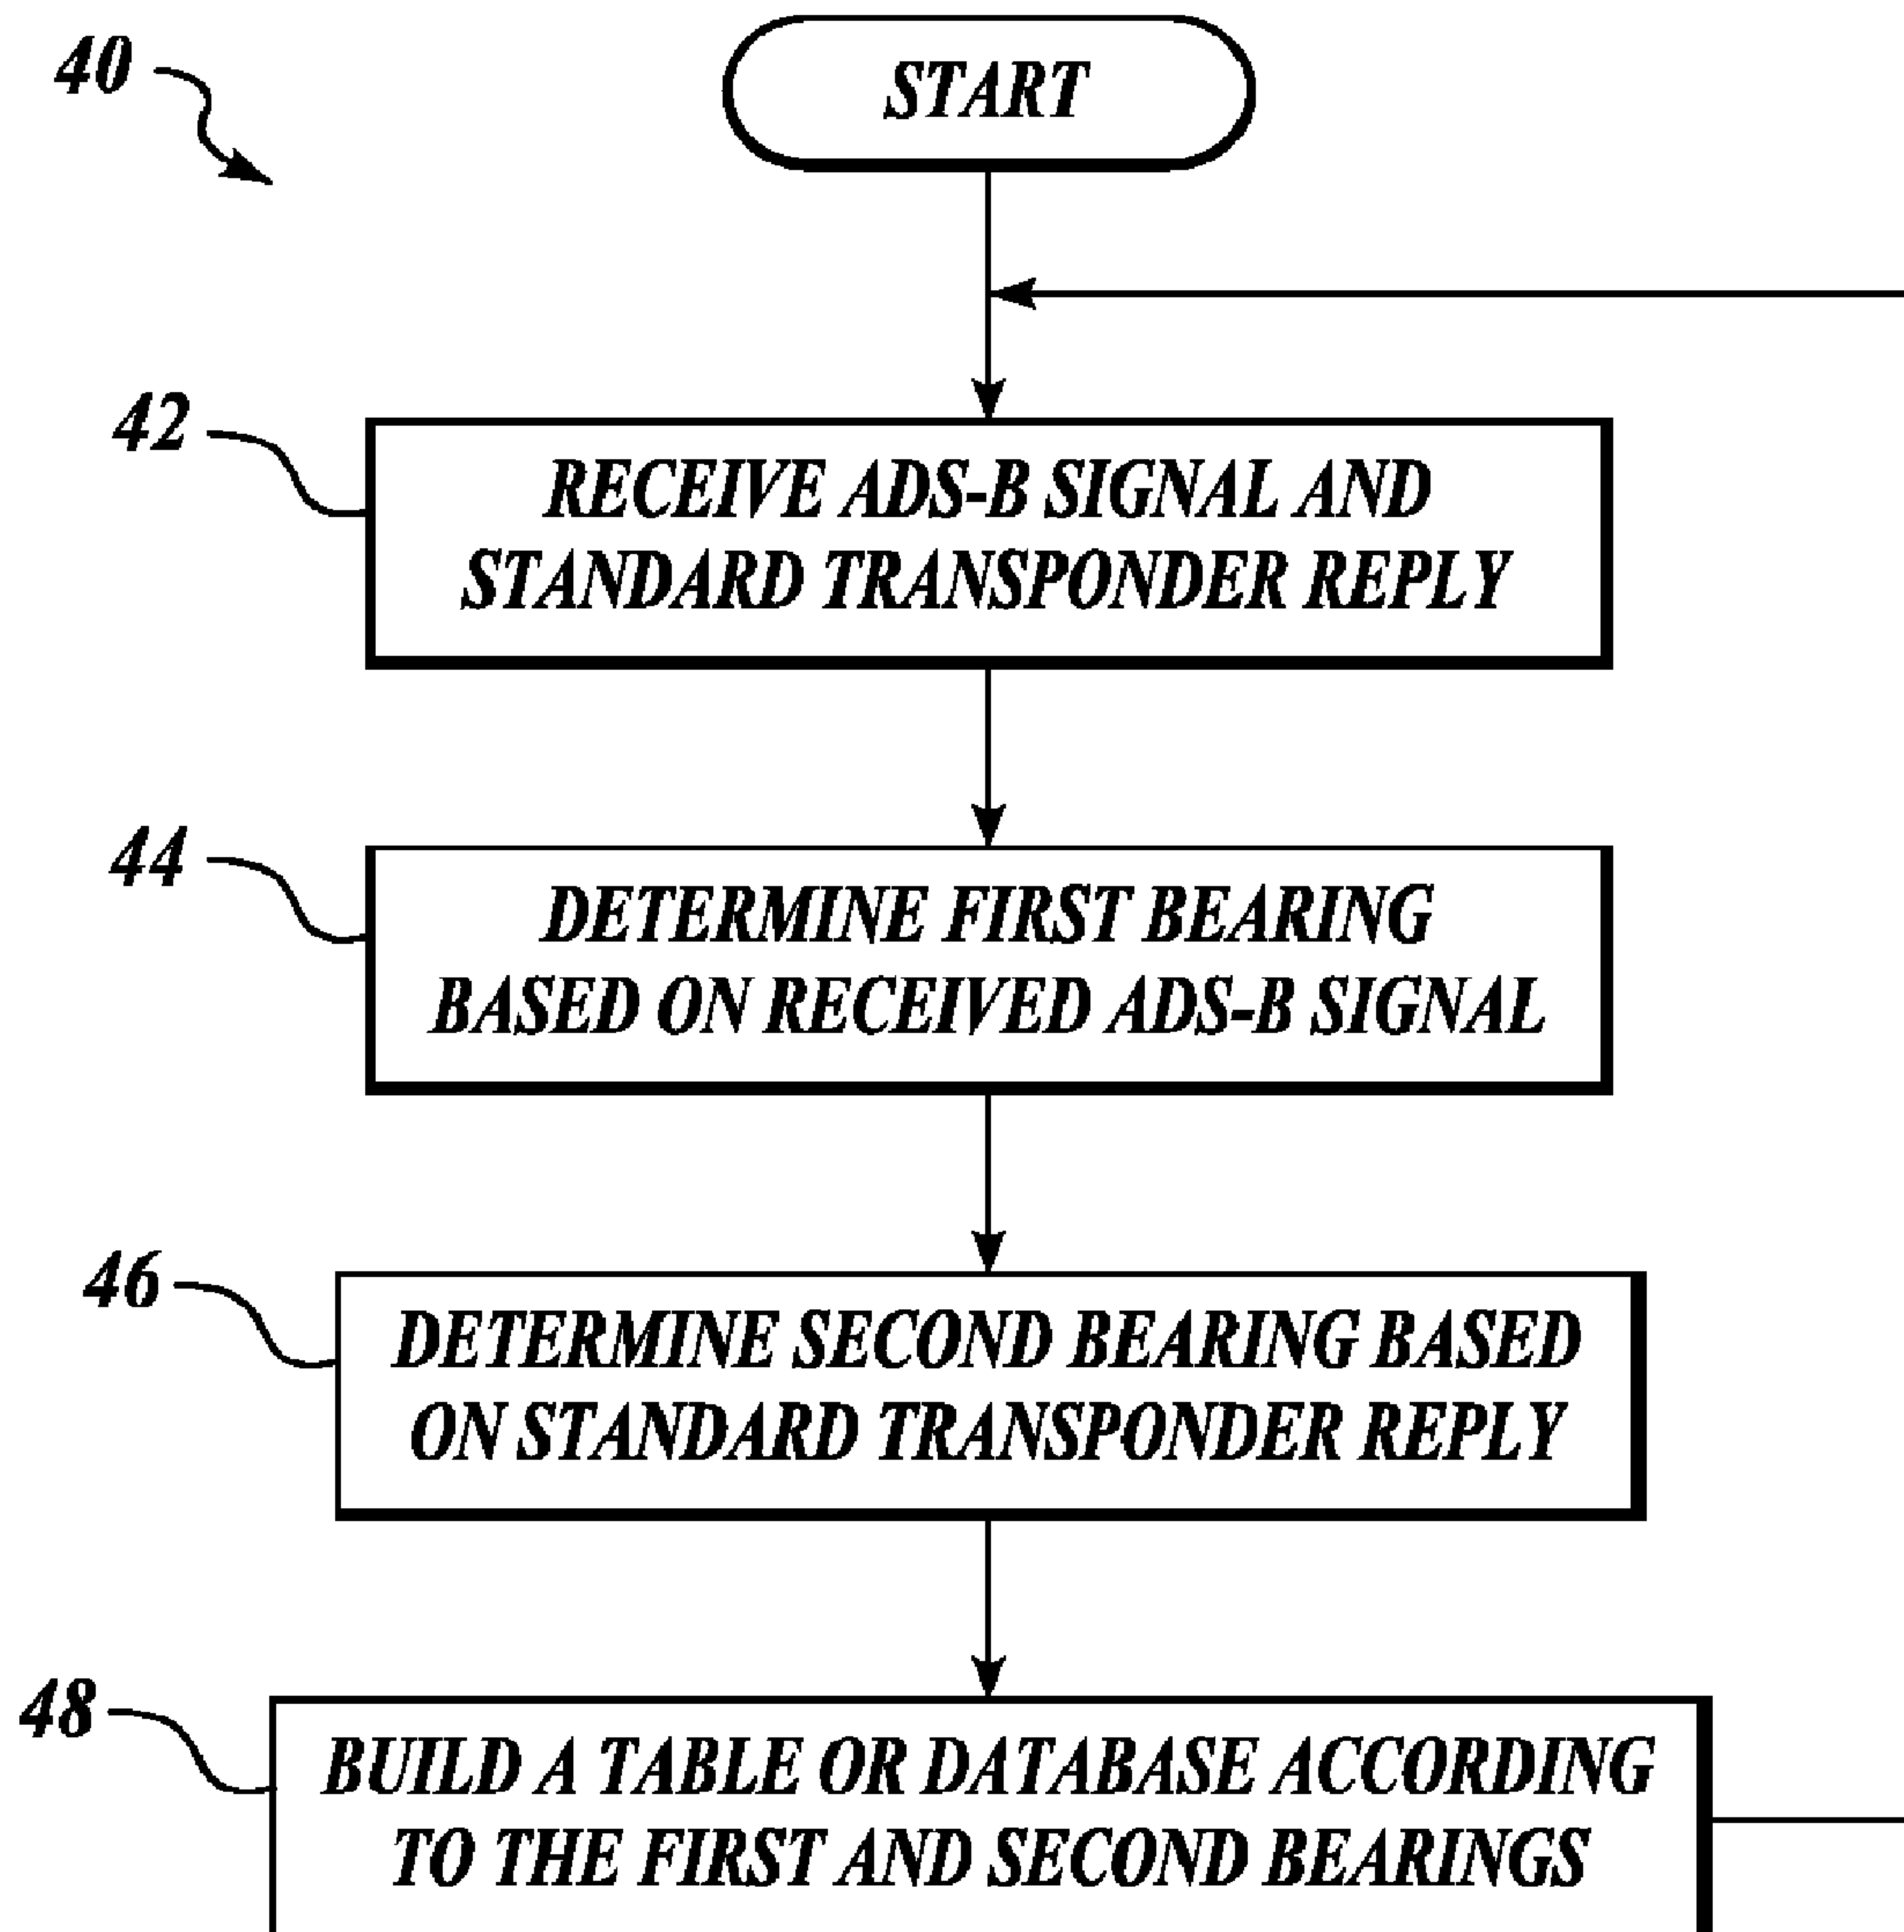 40
START
42
RECEIVE ADS-B SIGNAL AND
STANDARD TRANSPONDER REPLY
44
DETERMINE FIRST BEARING
BASED ON RECEIVED ADS-B SIGNAL
46
DETERMINE SECOND BEARING BASED
ON STANDARD TRANSPONDER REPLY
48
BUILD A TABLE OR DATABASE ACCORDING
TO THE FIRST AND SECOND BEARINGS